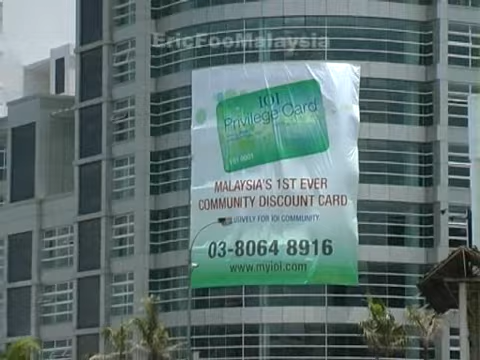 EricFooMalaysia
IOI
Privilege Card
MALAYSIA'S 1ST EVER
COMMUNITY DISCOUNT CARD
FOR IOI COMMUNITY
03-8064 8916
www.myioi.com